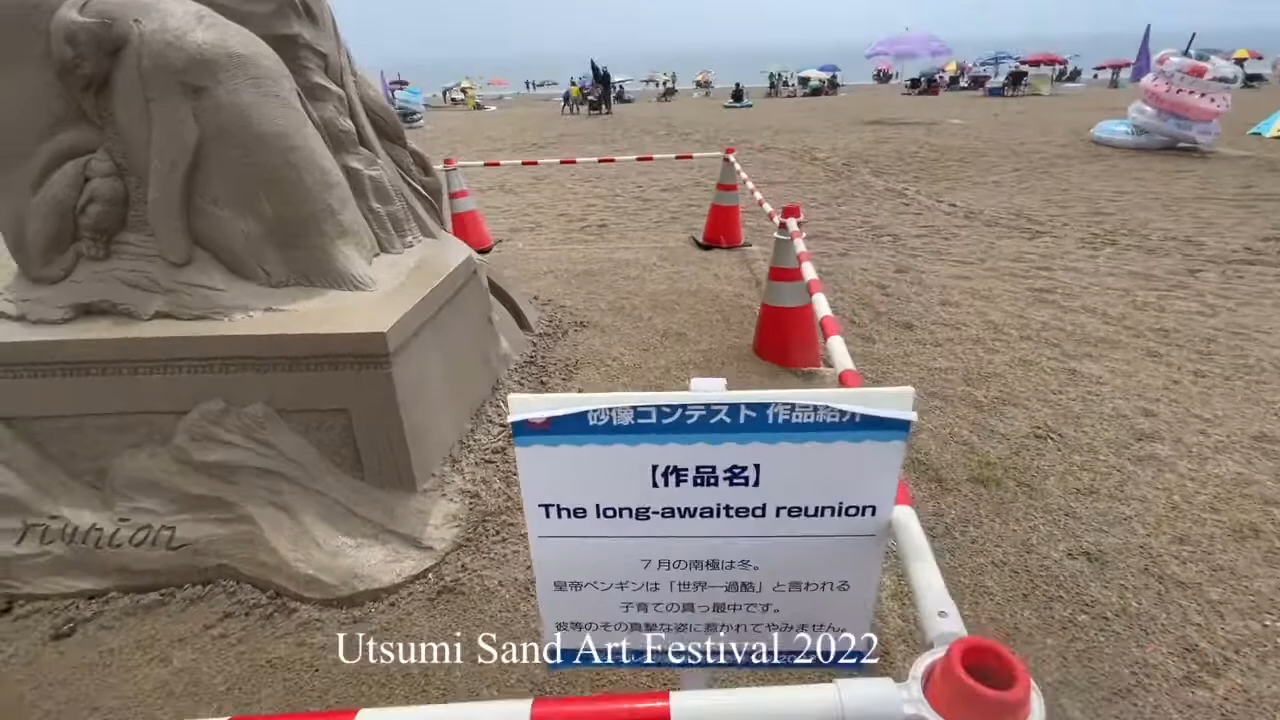 砂像コンテスト 作品紹介
【作品名】
The long-awaited reunion
7月の南極は冬。
皇帝ペンギンは「世界一過酷」と言われる
子育ての真っ最中です。
彼等のその真摯な姿に惹かれてやみません。
riunion
Utsumi Sand Art Festival 2022